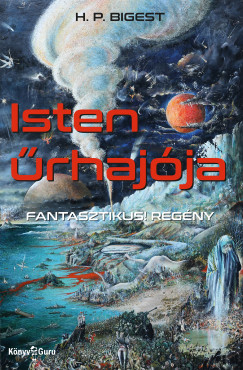 H. P. BIGEST
Isten
űrhajója
FANTASZTIKUS! REGÉNY
Könyv Guru